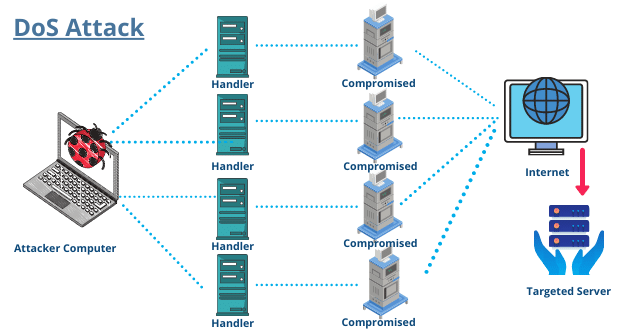 DoS Attack
Handler
Compromised
Handler
Compromised
Internet
Attacker Computer
Handler
Compromised
Targeted Server
Handler
Compromised